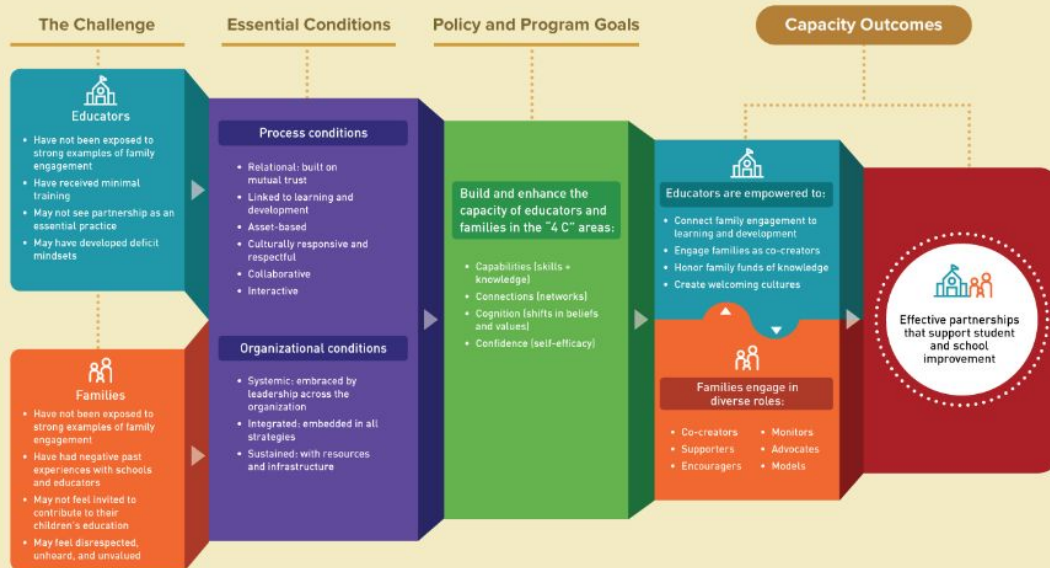 The Challenge
Essential Conditions
Policy and Program Goals
Capacity Outcomes
Educators
• Have not been exposed to
strong examples of family
engagement
• Have received minimal
training
• May not see partnership as an
essential practice
• May have developed deficit
mindsets
Families
• Have not been exposed to
strong examples of family
engagement
• Have had negative past
experiences with schools
and educators
• May not feel invited to
contribute to their
children's education
• May feel disrespected,
unheard, and unvalued
Process conditions
• Relational: built on
mutual trust
• Linked to learning and
development
• Asset-based
• Culturally responsive and
respectful
• Collaborative
• Interactive
Organizational conditions
• Systemic: embraced by
leadership across the
organization
• Integrated: embedded in all
strategies
• Sustained: with resources
and infrastructure
Build and enhance the
capacity of educators and
families in the "4 C" areas:
• Capabilities (skills +
knowledge)
• Connections (networks)
• Cognition (shifts in beliefs
and values)
• Confidence (self-efficacy)
Educators are empowered to:
• Connect family engagement to
learning and development
• Engage families as co-creators
• Honor family funds of knowledge
• Create welcoming cultures
Families engage in
diverse roles:
• Co-creators
• Supporters
• Encouragers
• Monitors
• Advocates
• Models
Effective partnerships
that support student
and school
improvement